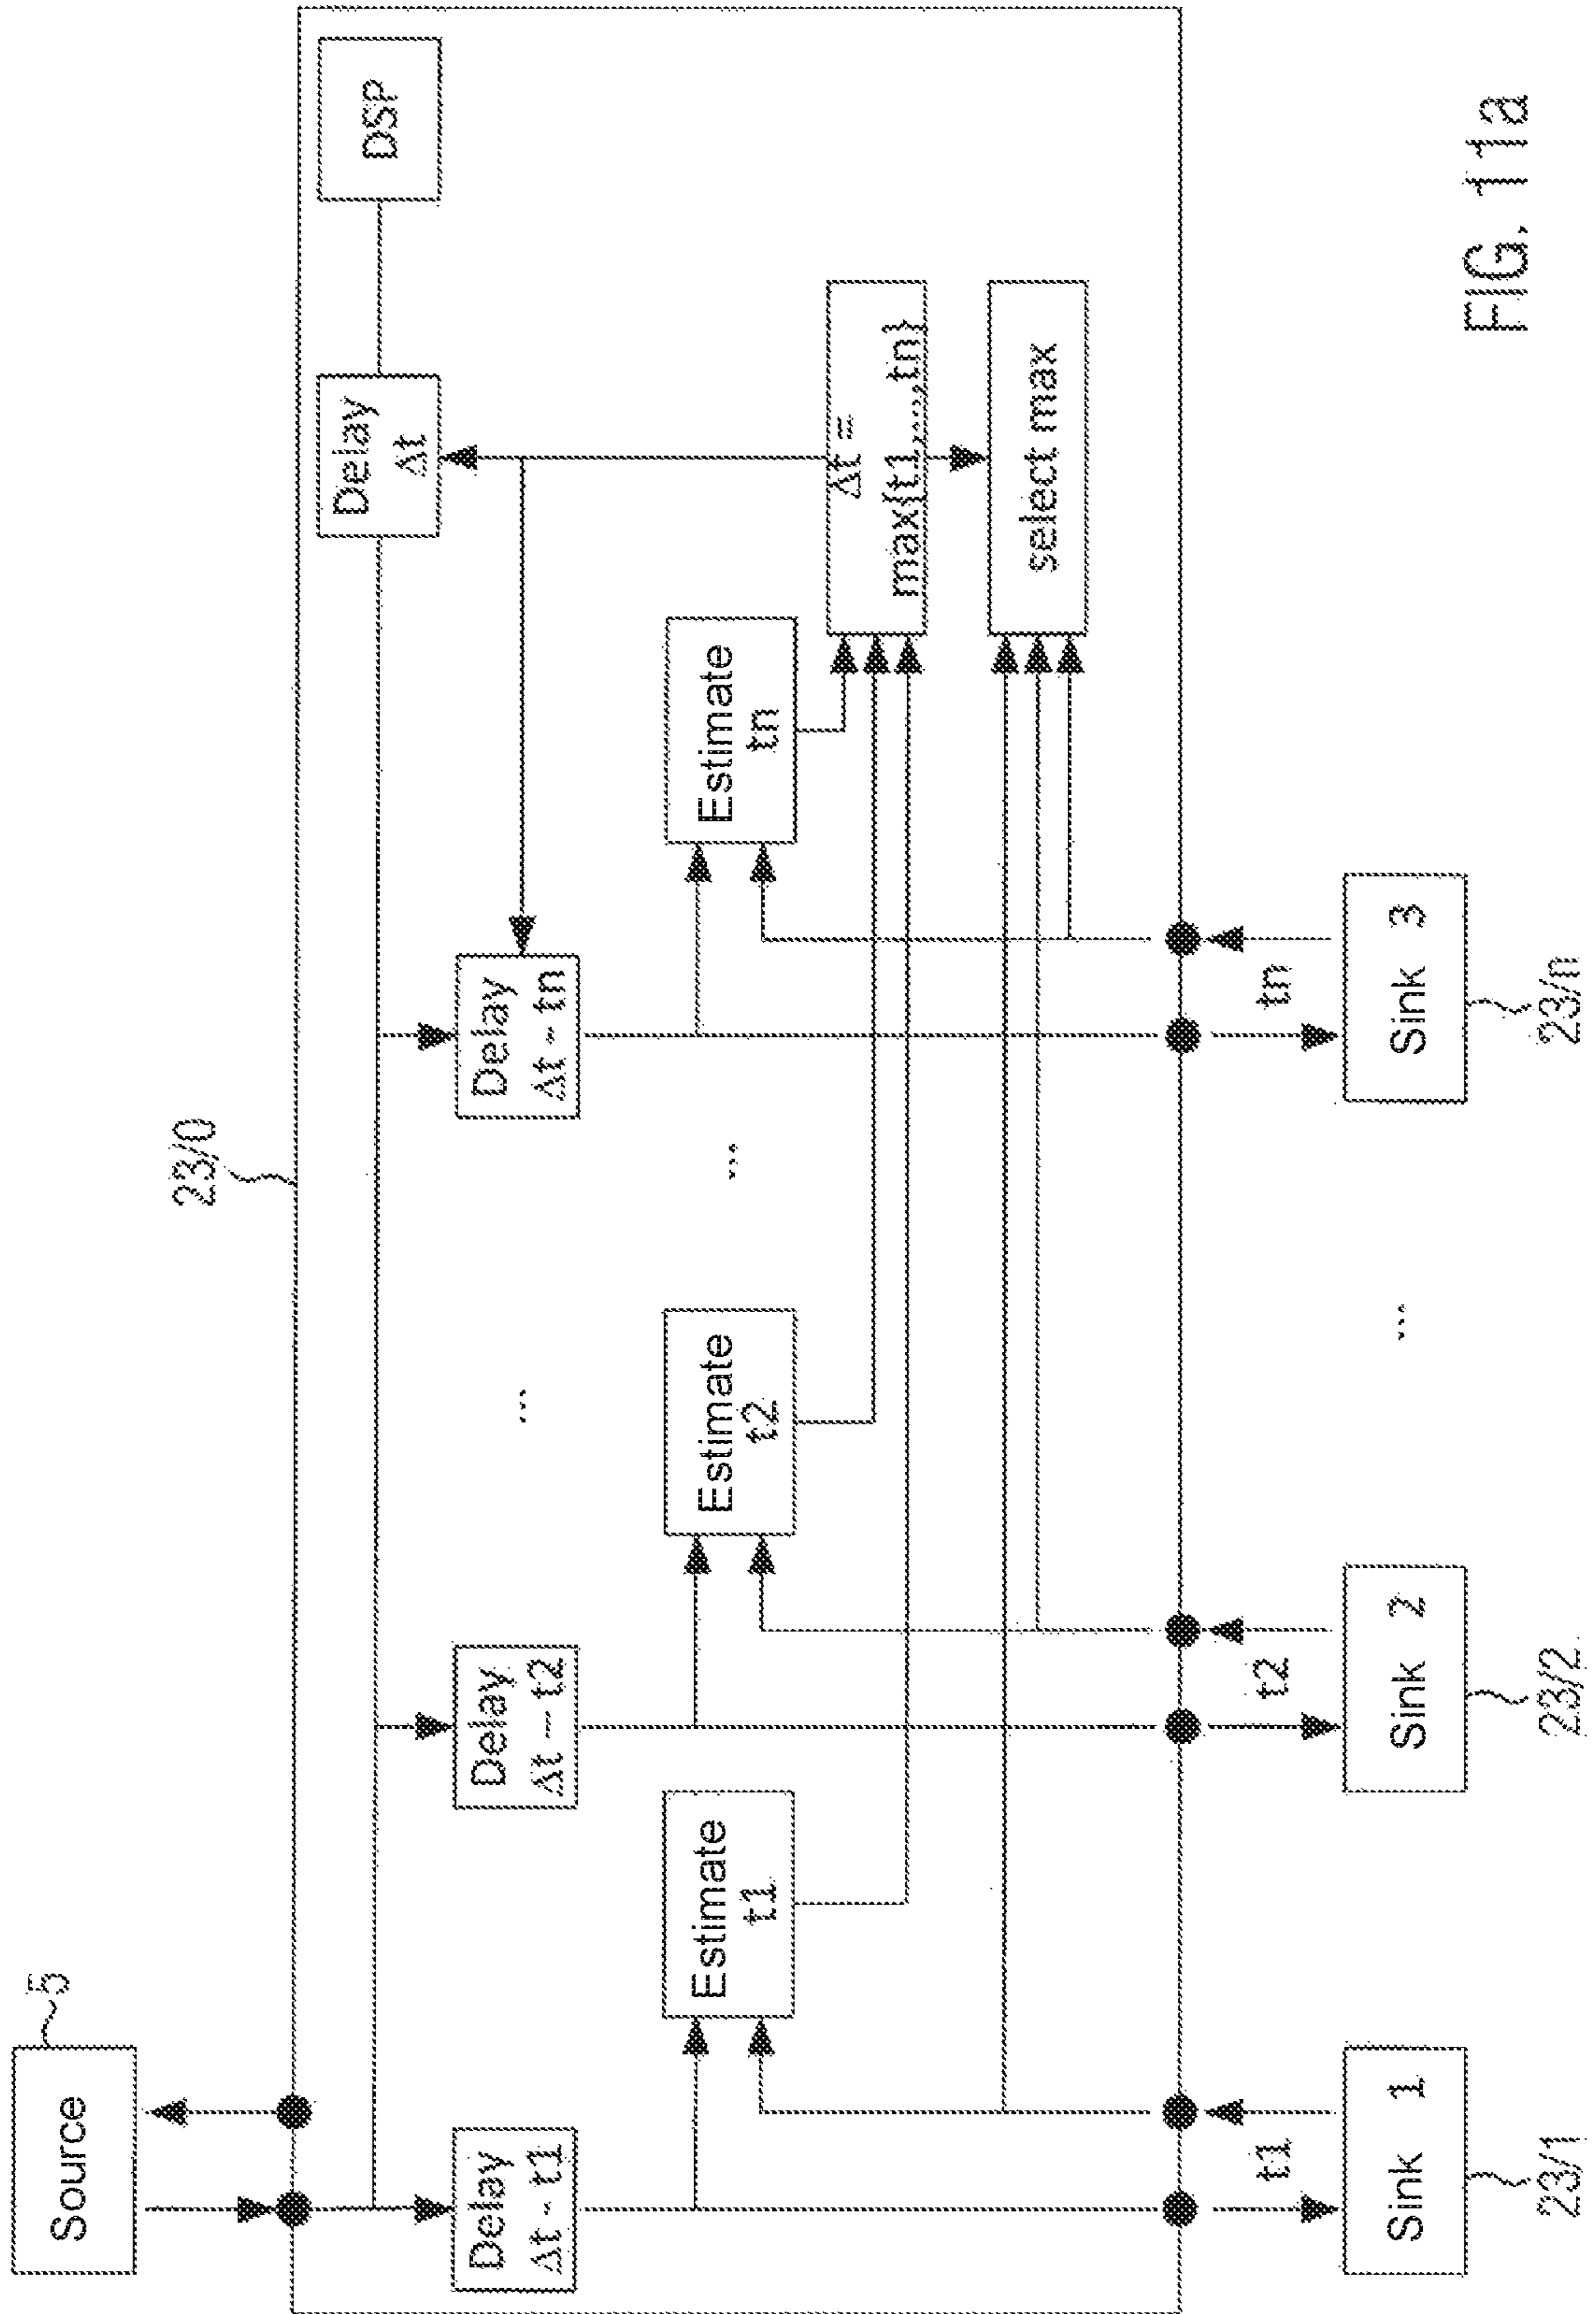 Source
5
23/0
Delay
Δt - t1
Delay
Δt - t2
...
Delay
Δt - tn
Delay
Δt
DSP
Estimate
t1
Estimate
t2
...
Estimate
tn
Δt =
max{t1,...,tn}
select max
t1
t2
tn
Sink 1
Sink 2
...
Sink 3
23/1
23/2
23/n
FIG. 11a